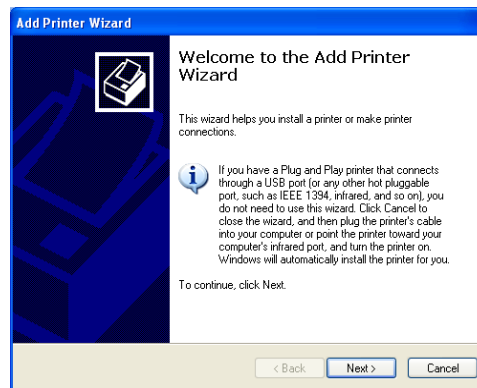 Add Printer Wizard
Welcome to the Add Printer
Wizard
This wizard helps you install a printer or make printer
connections.
If you have a Plug and Play printer that connects
through a USB port (or any other hot pluggable
port, such as IEEE 1394, infrared, and so on), you
do not need to use this wizard. Click Cancel to
close the wizard, and then plug the printer's cable
into your computer or point the printer toward your
computer's infrared port, and turn the printer on.
Windows will automatically install the printer for you.
To continue, click Next.
< Back Next > Cancel